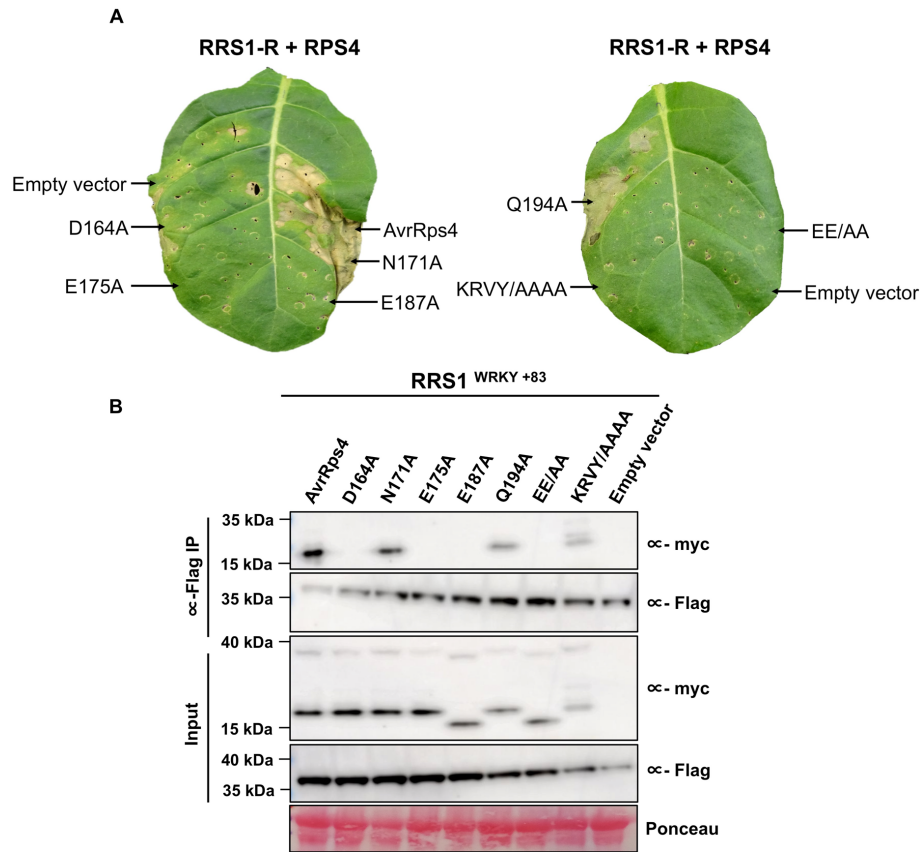 A
RRS1-R + RPS4
RRS1-R + RPS4
Empty vector
D164A
E175A
AvrRps4
N171A
E187A
Q194A
KRVY/AAAA
EE/AA
Empty vector
B
RRS1 WRKY +83
AvrRps4
D164A
N171A
E175A
E187A
Q194A
EE/AA
KRVY/AAAA
Empty vector
∝-Flag IP
35 kDa
15 kDa
∝- myc
35 kDa
∝- Flag
Input
40 kDa
15 kDa
∝- myc
40 kDa
35 kDa
∝- Flag
Ponceau